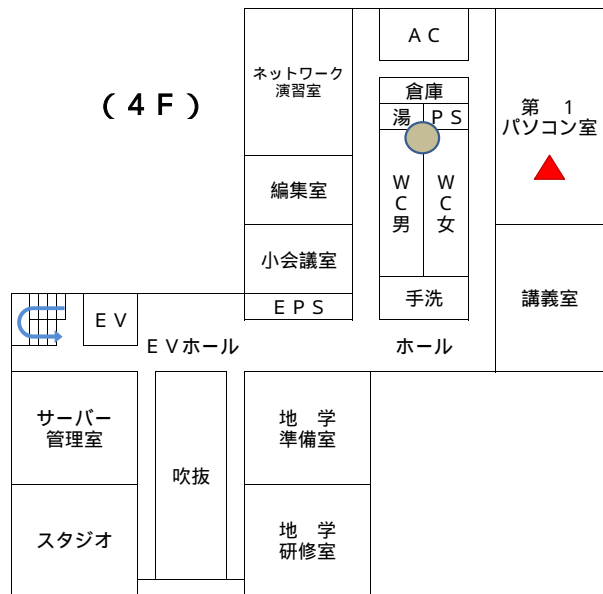 (４Ｆ)
ネットワーク
演習室
ＡＣ
倉庫
湯
ＰＳ
第　１
パソコン室
編集室
Ｗ
Ｃ
男
Ｗ
Ｃ
女
小会議室
ＥＰＳ
手洗
講義室
ＥＶ
ＥＶホール
ホール
サーバー
管理室
吹抜
地　学
準備室
スタジオ
地　学
研修室